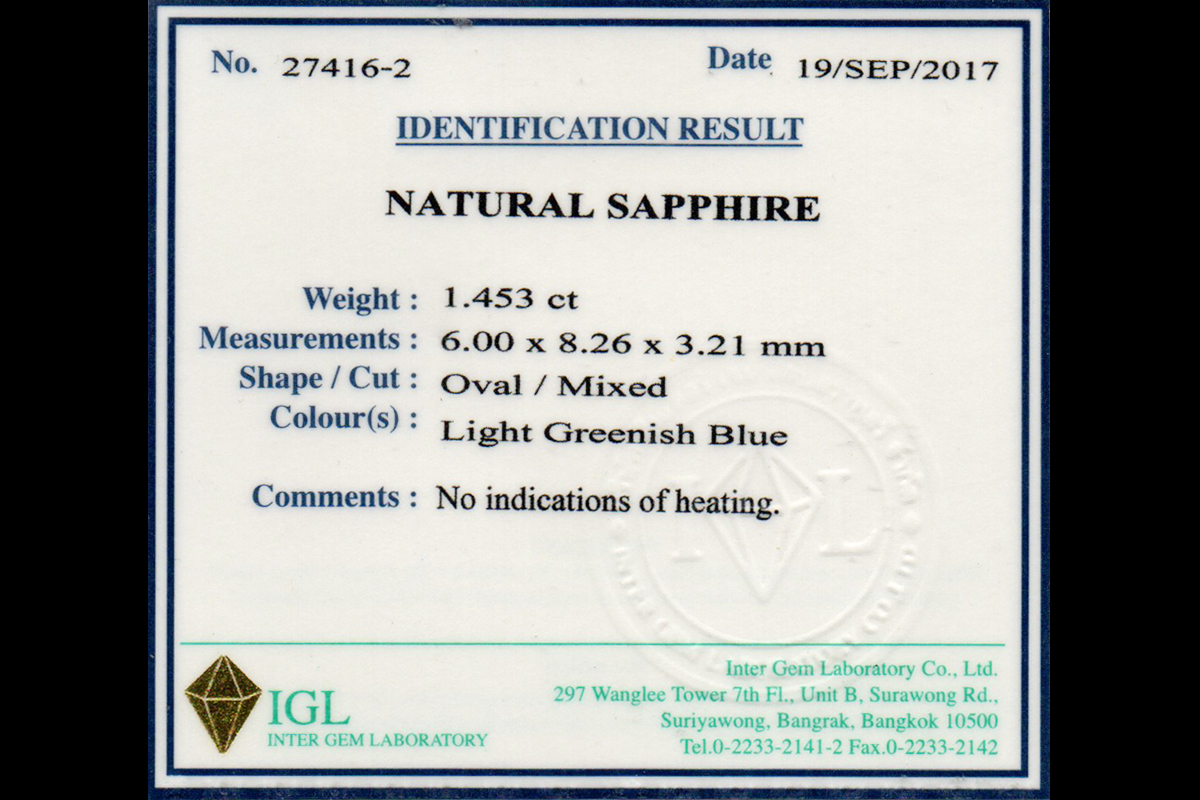 No. 27416-2
Date 19/SEP/2017
IDENTIFICATION RESULT
NATURAL SAPPHIRE
Weight : 1.453 ct
Measurements : 6.00 x 8.26 x 3.21 mm
Shape / Cut : Oval / Mixed
Colour(s) : Light Greenish Blue
Comments : No indications of heating.
I L
IGL
INTER GEM LABORATORY
Inter Gem Laboratory Co., Ltd.
297 Wanglee Tower 7th Fl., Unit B, Surawong Rd.,
Suriyawong, Bangrak, Bangkok 10500
Tel.0-2233-2141-2 Fax.0-2233-2142